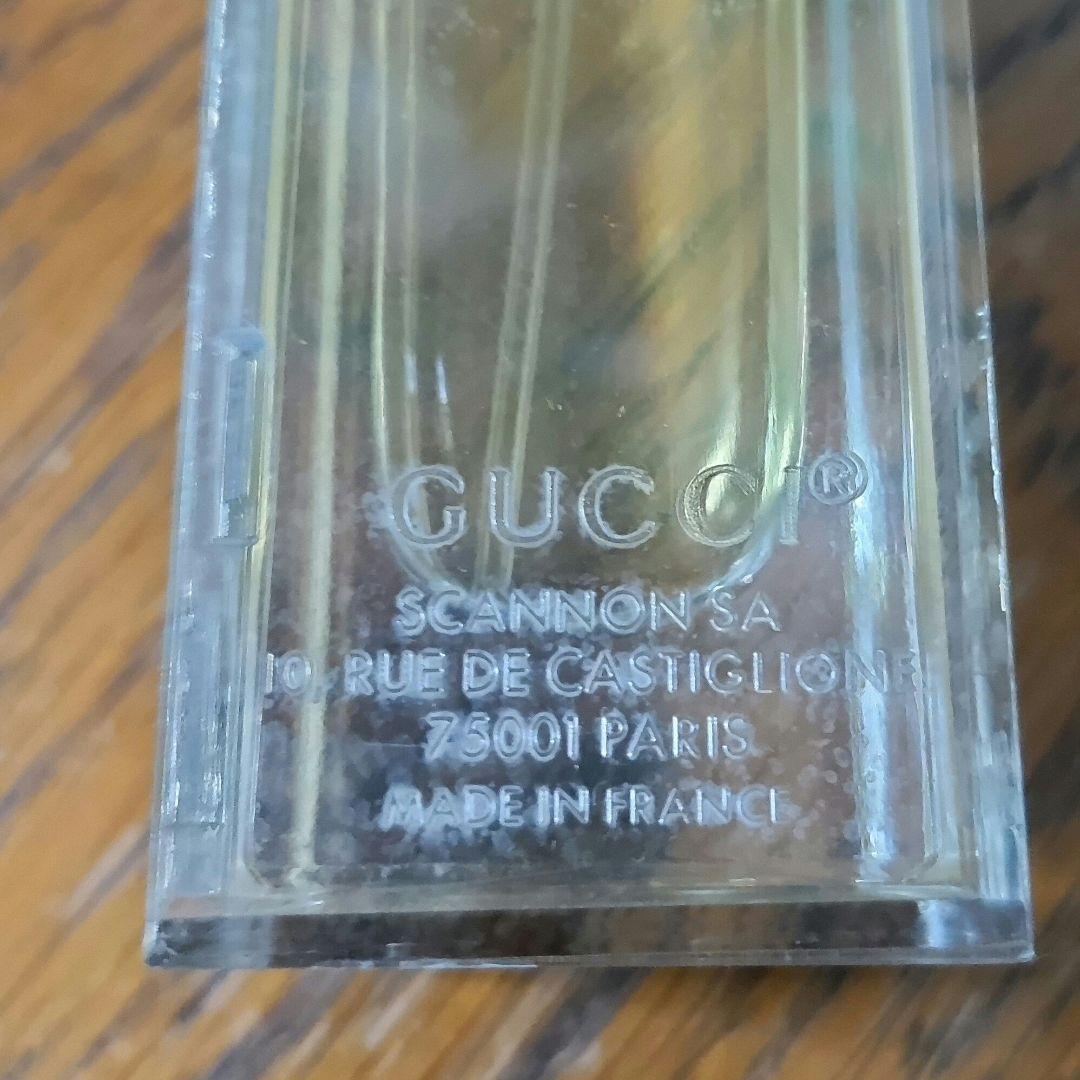 GUCCI®
SCANNON SA
10, RUE DE CASTIGLIONE
75001 PARIS
MADE IN FRANCE